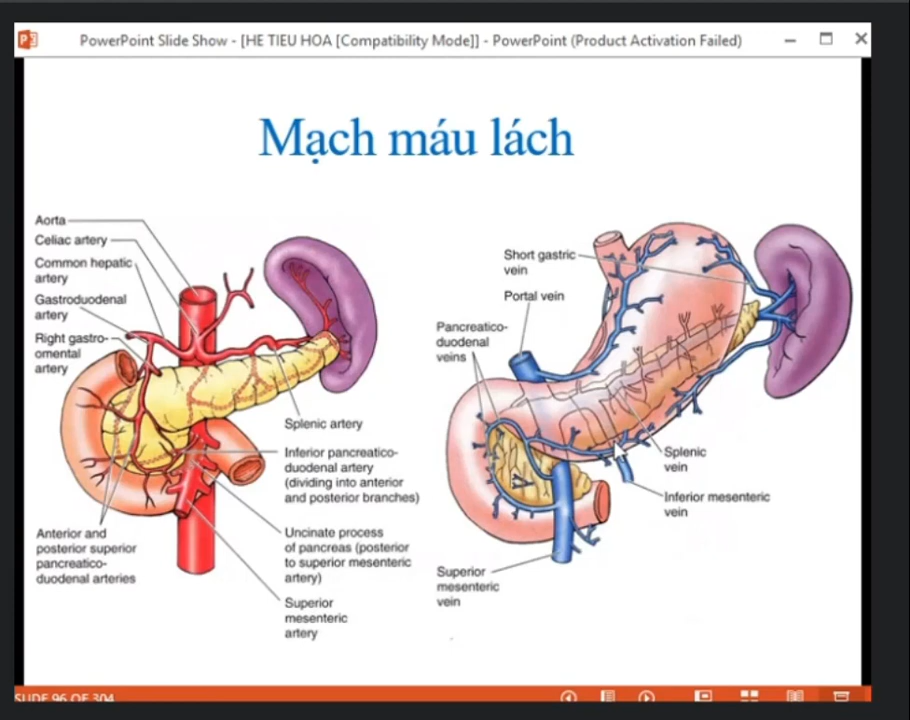 PowerPoint Slide Show - [HE TIEU HOA [Compatibility Mode]] - PowerPoint (Product Activation Failed)
Mạch máu lách
Aorta
Celiac artery
Common hepatic
artery
Gastroduodenal
artery
Right gastro-
omental
artery
Splenic artery
Inferior pancreatico-
duodenal artery
(dividing into anterior
and posterior branches)
Anterior and
posterior superior
pancreatico-
duodenal arteries
Uncinate process
of pancreas (posterior
to superior mesenteric
artery)
Superior
mesenteric
artery
Short gastric
vein
Portal vein
Pancreatico-
duodenal
veins
Splenic
vein
Inferior mesenteric
vein
Superior
mesenteric
vein
SLIDE 96 OF 304